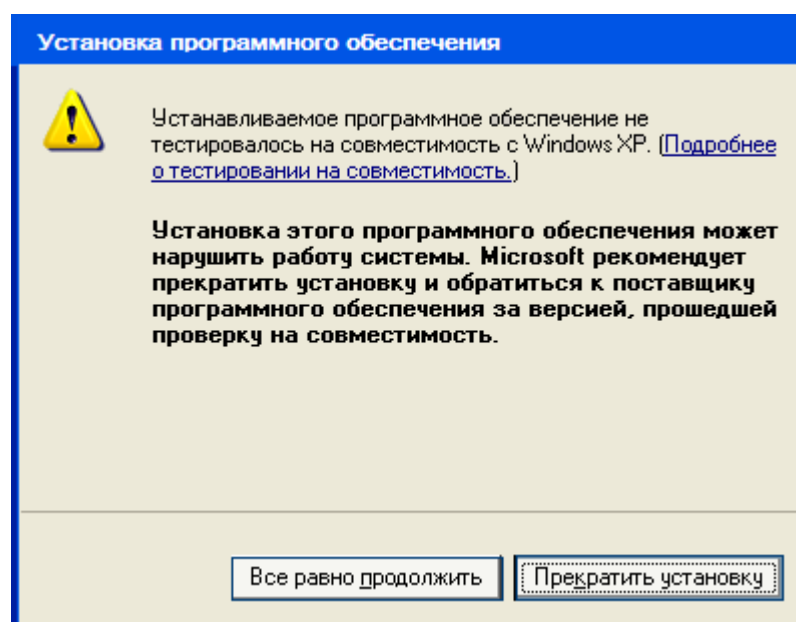 Установка программного обеспечения
Устанавливаемое программное обеспечение не
тестировалось на совместимость с Windows XP. (Подробнее
о тестировании на совместимость.)
Установка этого программного обеспечения может
нарушить работу системы. Microsoft рекомендует
прекратить установку и обратиться к поставщику
программного обеспечения за версией, прошедшей
проверку на совместимость.
Все равно продолжить
Прекратить установку